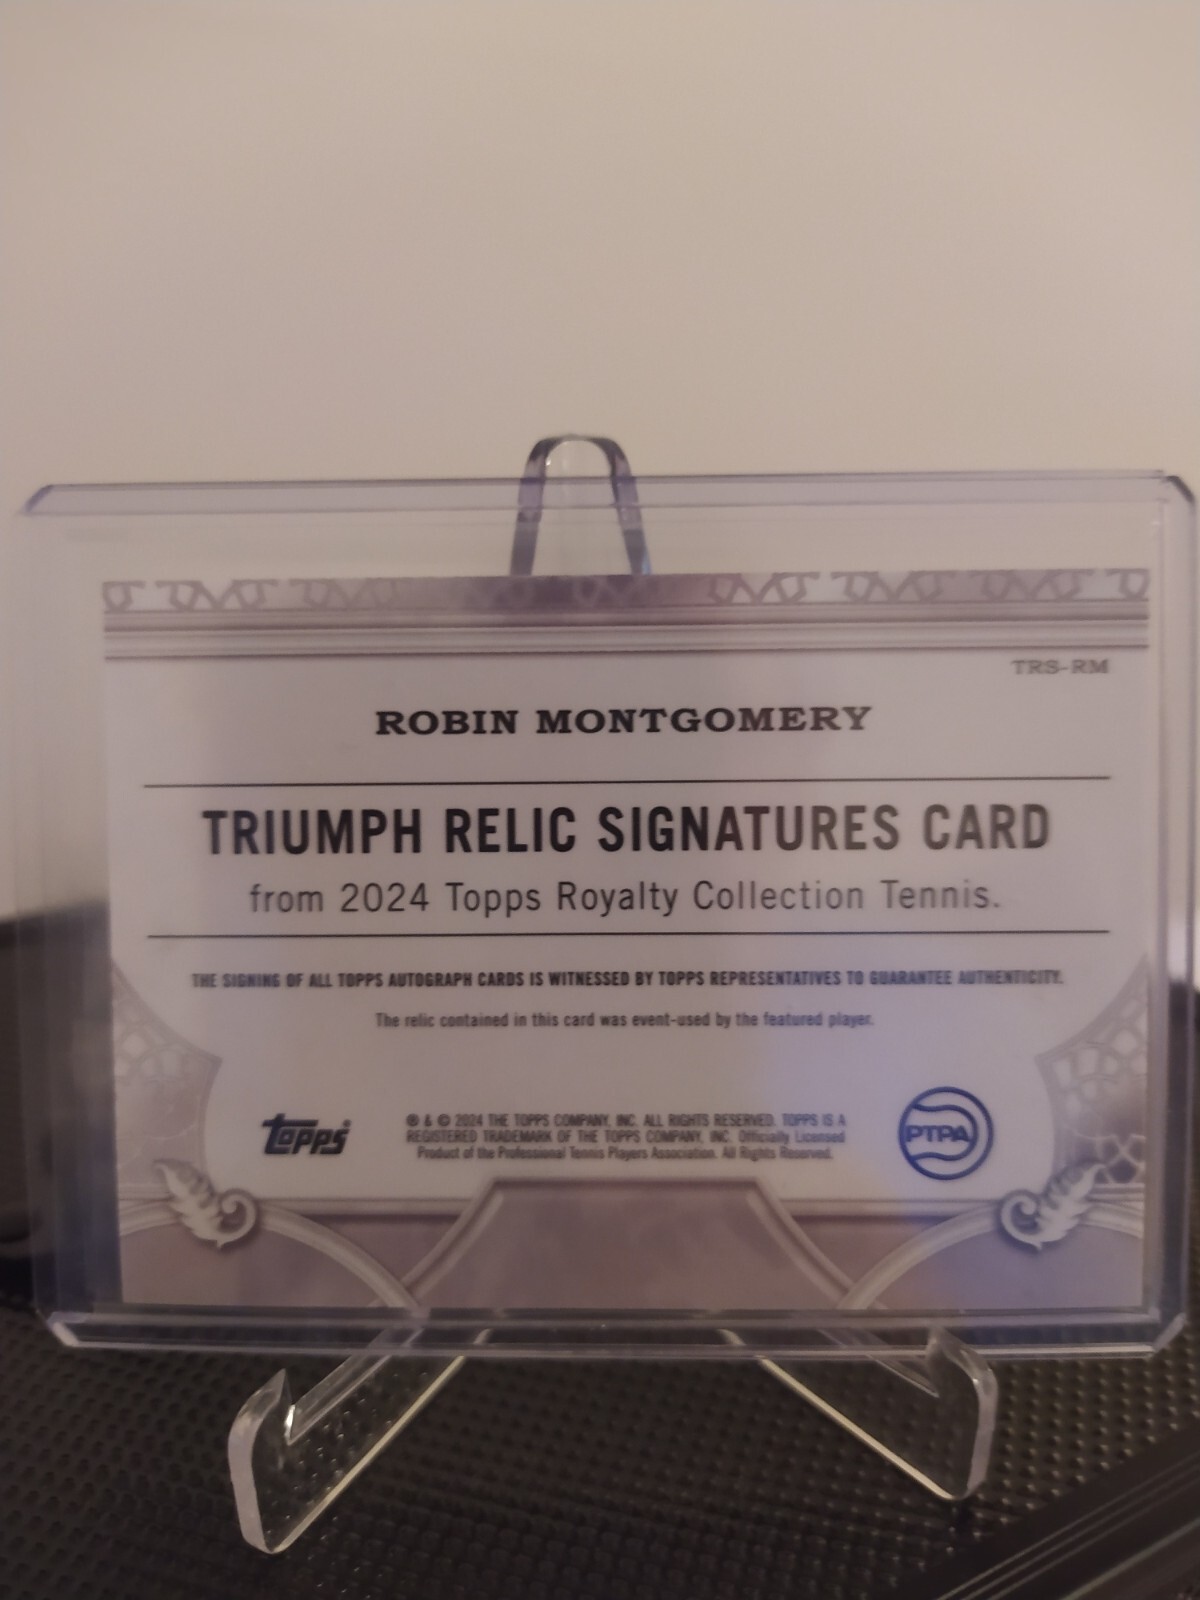 TRS-RM
ROBIN MONTGOMERY
TRIUMPH RELIC SIGNATURES CARD
from 2024 Topps Royalty Collection Tennis.
THE SIGNING OF ALL TOPPS AUTOGRAPH CARDS IS WITNESSED BY TOPPS REPRESENTATIVES TO GUARANTEE AUTHENTICITY.
The relic contained in this card was event-used by the featured player.
topps
® & © 2024 THE TOPPS COMPANY, INC. ALL RIGHTS RESERVED. TOPPS IS A
REGISTERED TRADEMARK OF THE TOPPS COMPANY, INC. Officially Licensed
Product of the Professional Tennis Players Association. All Rights Reserved.
PTPA